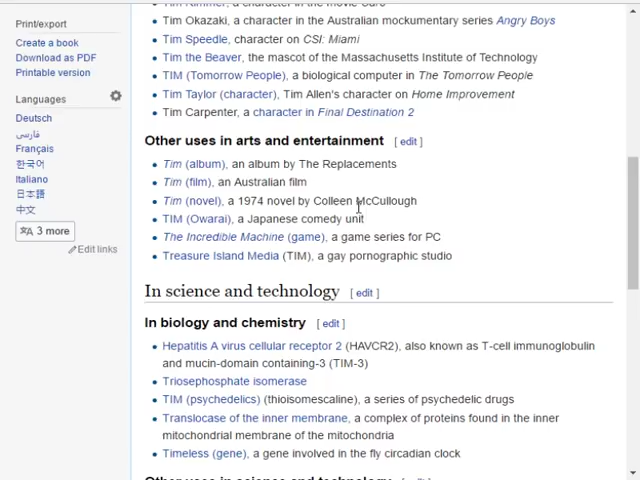 Print/export
Create a book
Download as PDF
Printable version
Languages
Deutsch
فارسی
Français
한국어
Italiano
日本語
中文
3 more
Edit links
Tim Okazaki, a character in the Australian mockumentary series Angry Boys
Tim Speedle, character on CSI: Miami
Tim the Beaver, the mascot of the Massachusetts Institute of Technology
TIM (Tomorrow People), a biological computer in The Tomorrow People
Tim Taylor (character), Tim Allen's character on Home Improvement
Tim Carpenter, a character in Final Destination 2
Other uses in arts and entertainment [ edit ]
Tim (album), an album by The Replacements
Tim (film), an Australian film
Tim (novel), a 1974 novel by Colleen McCullough
TIM (Owarai), a Japanese comedy unit
The Incredible Machine (game), a game series for PC
Treasure Island Media (TIM), a gay pornographic studio
In science and technology [ edit ]
In biology and chemistry [ edit ]
Hepatitis A virus cellular receptor 2 (HAVCR2), also known as T-cell immunoglobulin
and mucin-domain containing-3 (TIM-3)
Triosephosphate isomerase
TIM (psychedelics) (thioisomescaline), a series of psychedelic drugs
Translocase of the inner membrane, a complex of proteins found in the inner
mitochondrial membrane of the mitochondria
Timeless (gene), a gene involved in the fly circadian clock
Other uses in science and technology [ edit ]